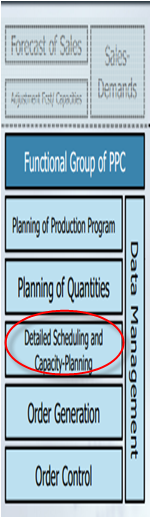 Forecast of Sales
Sales-
Demands
Adjustment Fcst/ Capacities
Functional Group of PPC
Planning of Production Program
Planning of Quantities
Detailed Scheduling and
Capacity-Planning
Order Generation
Order Control
Data Management